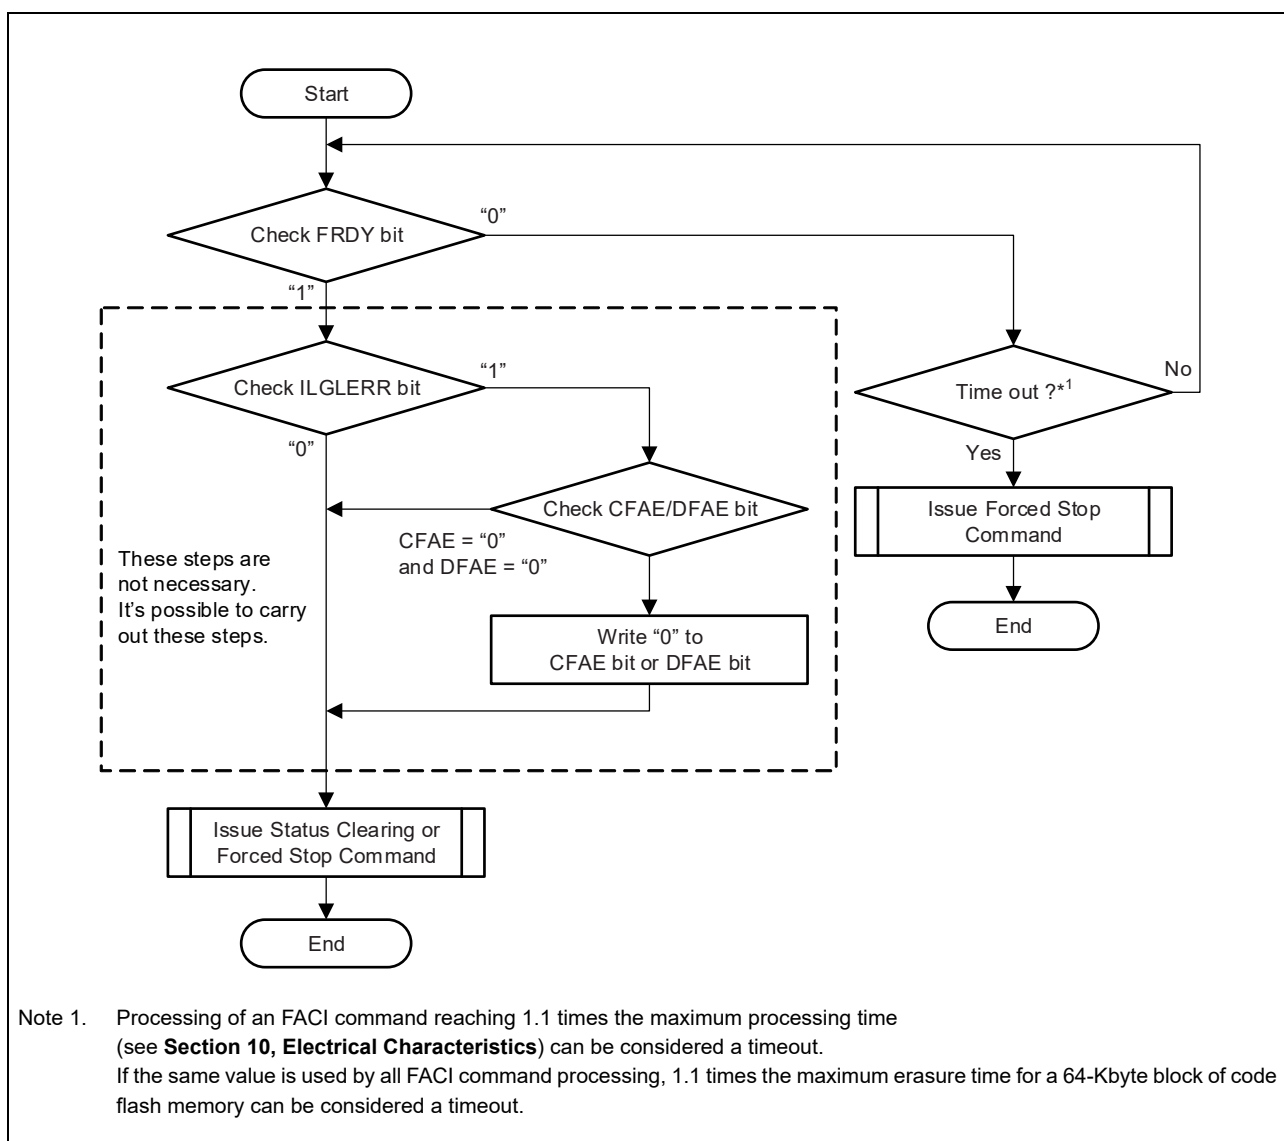 Start
Check FRDY bit
“0”
“1”
Check ILGLERR bit
“1”
“0”
Time out ?*1
No
Yes
Check CFAE/DFAE bit
CFAE = “0”
and DFAE = “0”
Issue Forced Stop
Command
End
These steps are
not necessary.
It’s possible to carry
out these steps.
Write “0” to
CFAE bit or DFAE bit
Issue Status Clearing or
Forced Stop Command
End
Note 1. Processing of an FACI command reaching 1.1 times the maximum processing time
(see Section 10, Electrical Characteristics) can be considered a timeout.
If the same value is used by all FACI command processing, 1.1 times the maximum erasure time for a 64-Kbyte block of code
flash memory can be considered a timeout.